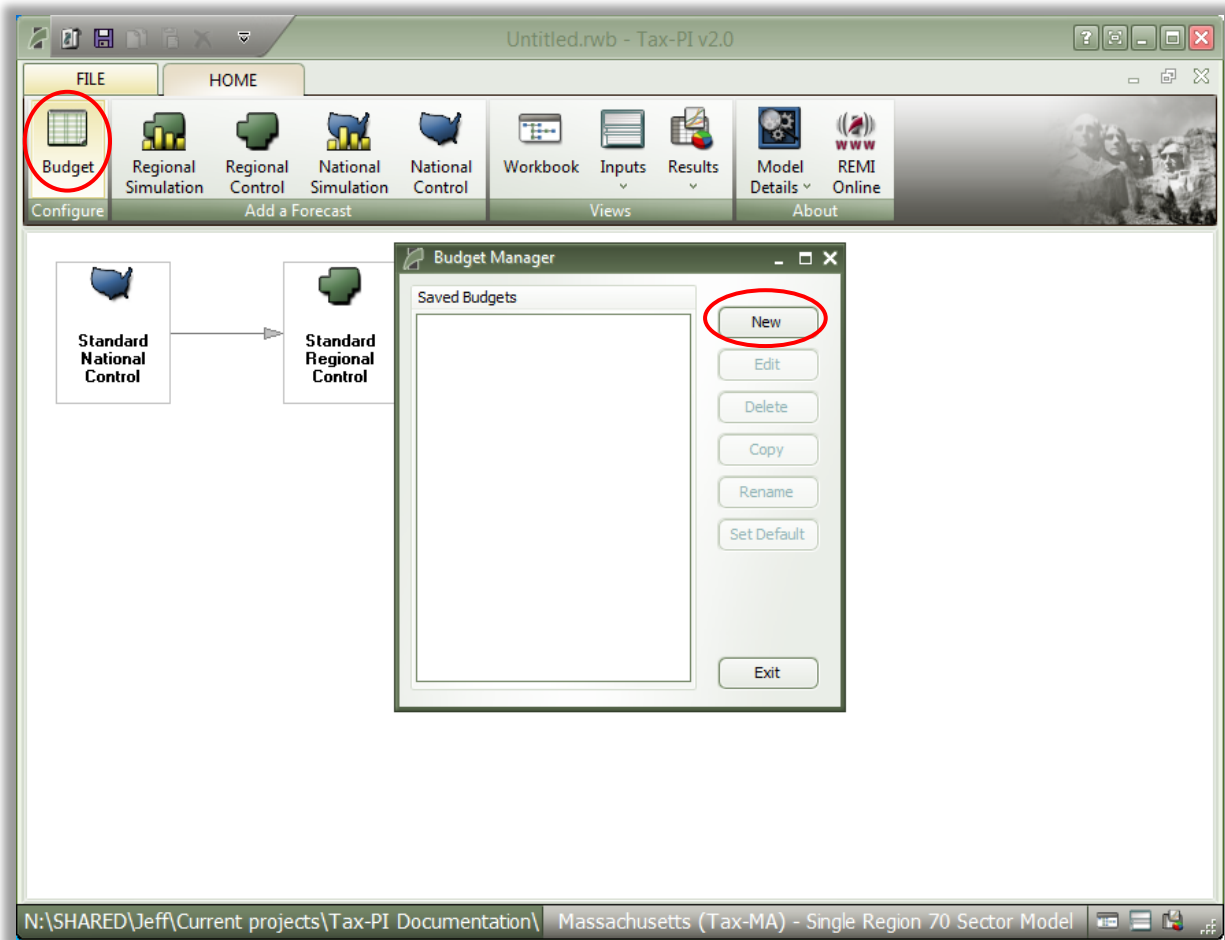 Untitled.rwb - Tax-PI v2.0
FILE
HOME
Budget
Regional
Simulation
Regional
Control
National
Simulation
National
Control
Workbook
Inputs
Results
Model
Details
WWW
REMI
Online
Configure
Add a Forecast
Views
About
Standard
National
Control
Standard
Regional
Control
Budget Manager
Saved Budgets
New
Edit
Delete
Copy
Rename
Set Default
Exit
N:\SHARED\Jeff\Current projects\Tax-PI Documentation\
Massachusetts (Tax-MA) - Single Region 70 Sector Model